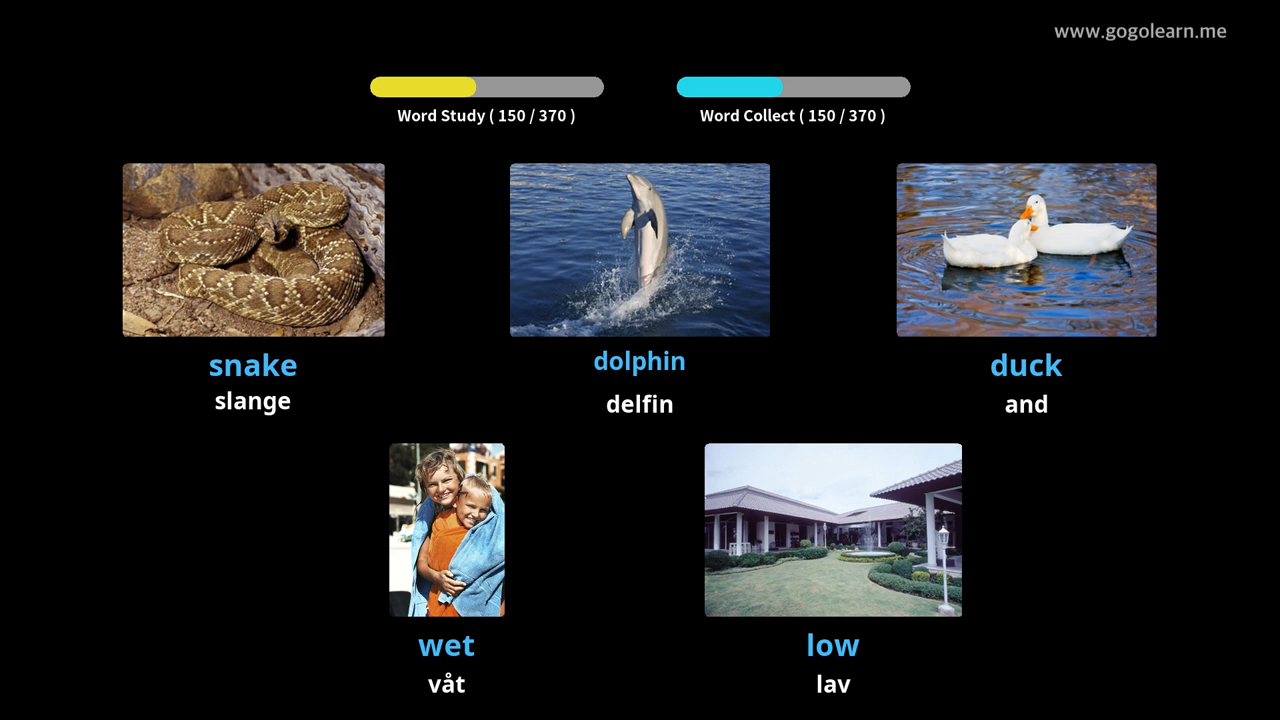 www.gogolearn.me
Word Study ( 150 / 370 )
Word Collect ( 150 / 370 )
snake
slange
dolphin
delfin
duck
and
wet
våt
low
lav